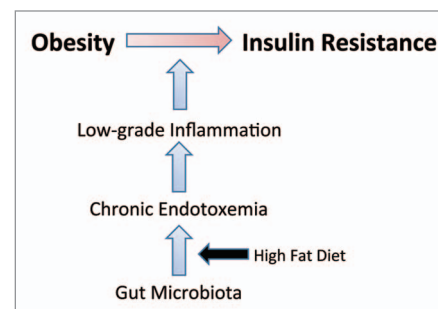 Obesity Insulin Resistance
Low-grade Inflammation
Chronic Endotoxemia
High Fat Diet
Gut Microbiota